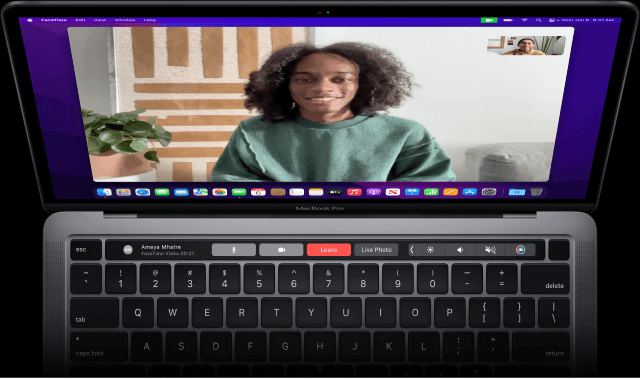 FaceTime Edit View Window Help
MacBook Pro
esc
Ameya Mhatre
FaceTime Video 00:21
Leave
Live Photo
~ ! @ # $ % ^ & * ( ) — +
` 1 2 3 4 5 6 7 8 9 0 - =
delete
tab
Q W E R T Y U I O P
{ }
[ ]
|
\
caps lock
A S D F G H J K L
: "
; '
return